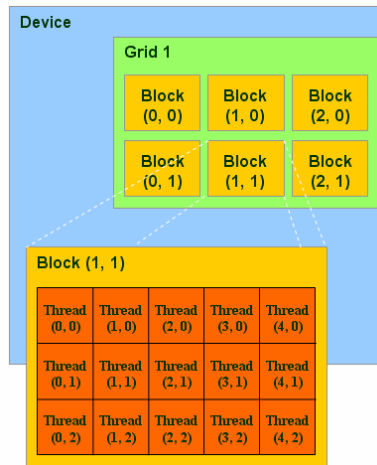 Device
Grid 1
Block Block Block
(0, 0) (1, 0) (2, 0)
Block Block Block
(0, 1) (1, 1) (2, 1)
Block (1, 1)
Thread Thread Thread Thread Thread
(0, 0) (1, 0) (2, 0) (3, 0) (4, 0)
Thread Thread Thread Thread Thread
(0, 1) (1, 1) (2, 1) (3, 1) (4, 1)
Thread Thread Thread Thread Thread
(0, 2) (1, 2) (2, 2) (3, 2) (4, 2)